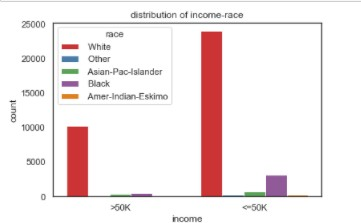 distribution of income-race
25000
20000
15000
10000
5000
0
count
race
White
Other
Asian-Pac-Islander
Black
Amer-Indian-Eskimo
>50K
<=50K
income